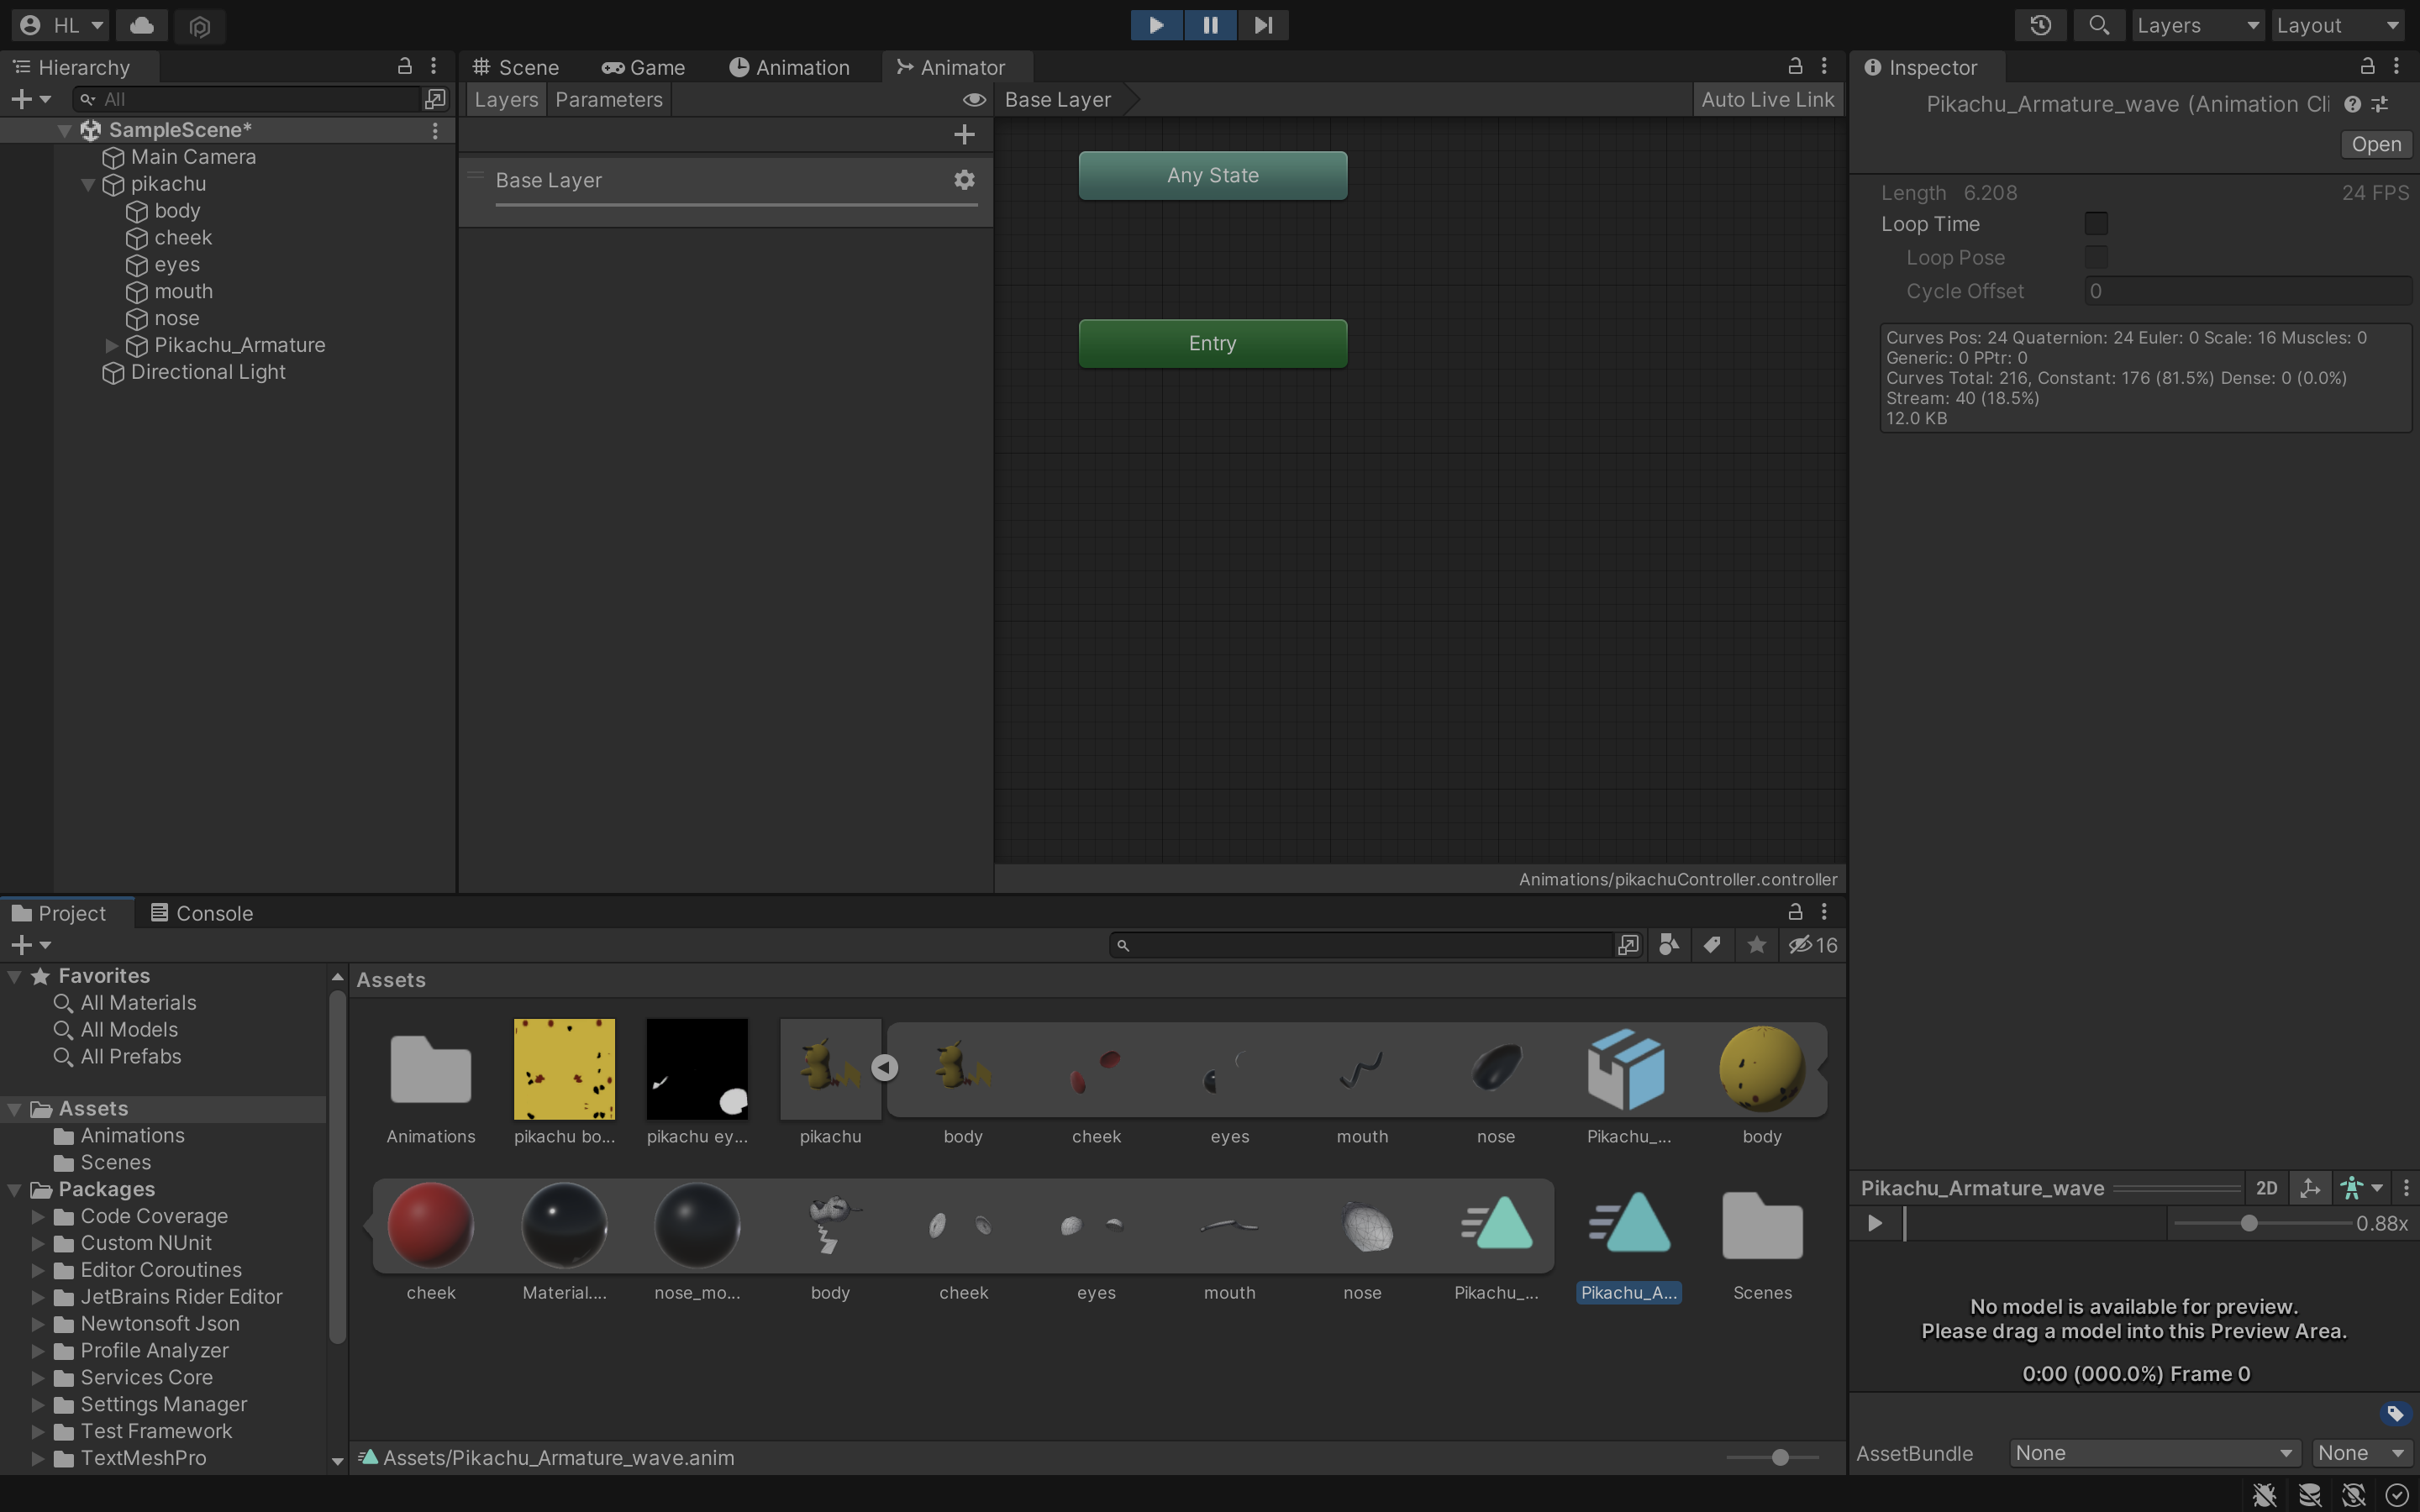 HL
Layers
Layout
Hierarchy
All
SampleScene*
Main Camera
pikachu
body
cheek
eyes
mouth
nose
Pikachu_Armature
Directional Light
Scene
Game
Animation
Animator
Layers
Parameters
Base Layer
Auto Live Link
Base Layer
Any State
Entry
Animations/pikachuController.controller
Inspector
Pikachu_Armature_wave (Animation Cli
Open
Length 6.208
24 FPS
Loop Time
Loop Pose
Cycle Offset
0
Curves Pos: 24 Quaternion: 24 Euler: 0 Scale: 16 Muscles: 0
Generic: 0 PPtr: 0
Curves Total: 216, Constant: 176 (81.5%) Dense: 0 (0.0%)
Stream: 40 (18.5%)
12.0 KB
Project
Console
16
Favorites
All Materials
All Models
All Prefabs
Assets
Animations
Scenes
Packages
Code Coverage
Custom NUnit
Editor Coroutines
JetBrains Rider Editor
Newtonsoft Json
Profile Analyzer
Services Core
Settings Manager
Test Framework
TextMeshPro
Assets
Animations
pikachu bo...
pikachu ey...
pikachu
body
cheek
eyes
mouth
nose
Pikachu_...
body
cheek
Material....
nose_mo...
body
cheek
eyes
mouth
nose
Pikachu_...
Pikachu_A...
Scenes
Assets/Pikachu_Armature_wave.anim
Pikachu_Armature_wave
2D
0.88x
No model is available for preview.
Please drag a model into this Preview Area.
0:00 (000.0%) Frame 0
AssetBundle
None
None